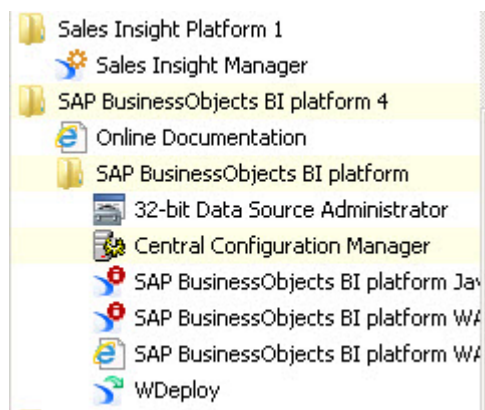 Sales Insight Platform 1
Sales Insight Manager
SAP BusinessObjects BI platform 4
Online Documentation
SAP BusinessObjects BI platform
32-bit Data Source Administrator
Central Configuration Manager
SAP BusinessObjects BI platform Jav
SAP BusinessObjects BI platform WA
SAP BusinessObjects BI platform WA
WDeploy